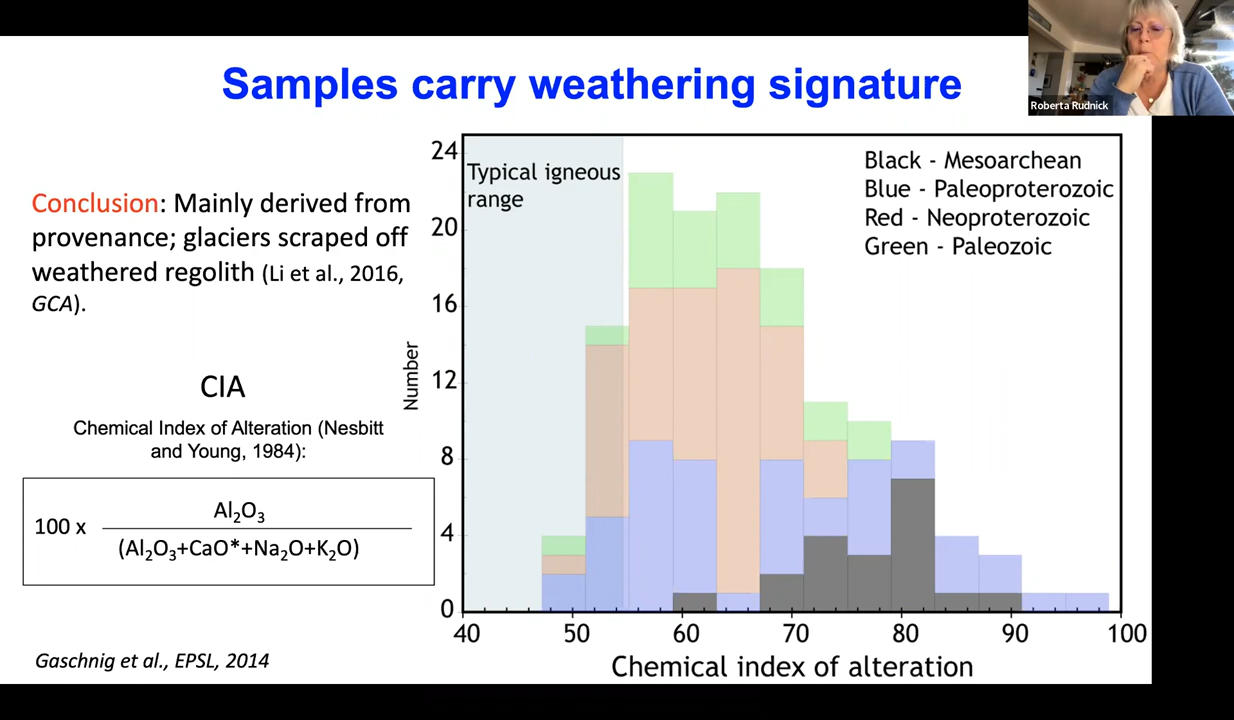 Roberta Rudnick
Samples carry weathering signature
Conclusion: Mainly derived from
provenance; glaciers scraped off
weathered regolith (Li et al., 2016,
GCA).
CIA
Chemical Index of Alteration (Nesbitt
and Young, 1984):
100 x
Al₂O₃
(Al₂O₃+CaO*+Na₂O+K₂O)
Gaschnig et al., EPSL, 2014
Typical igneous
range
Black - Mesoarchean
Blue - Paleoproterozoic
Red - Neoproterozoic
Green - Paleozoic
Number
24
20
16
12
8
4
0
40 50 60 70 80 90 100
Chemical index of alteration